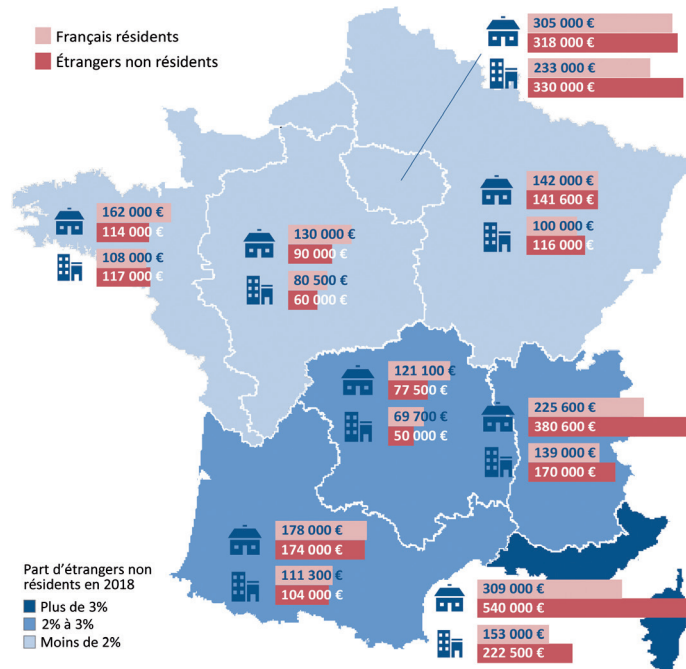 Français résidents
Étrangers non résidents
305 000 €
318 000 €
233 000 €
330 000 €
142 000 €
141 600 €
100 000 €
116 000 €
162 000 €
114 000 €
108 000 €
117 000 €
130 000 €
90 000 €
80 500 €
60 000 €
121 100 €
77 500 €
69 700 €
50 000 €
225 600 €
380 600 €
139 000 €
170 000 €
178 000 €
174 000 €
111 300 €
104 000 €
309 000 €
540 000 €
153 000 €
222 500 €
Part d'étrangers non
résidents en 2018
Plus de 3%
2% à 3%
Moins de 2%